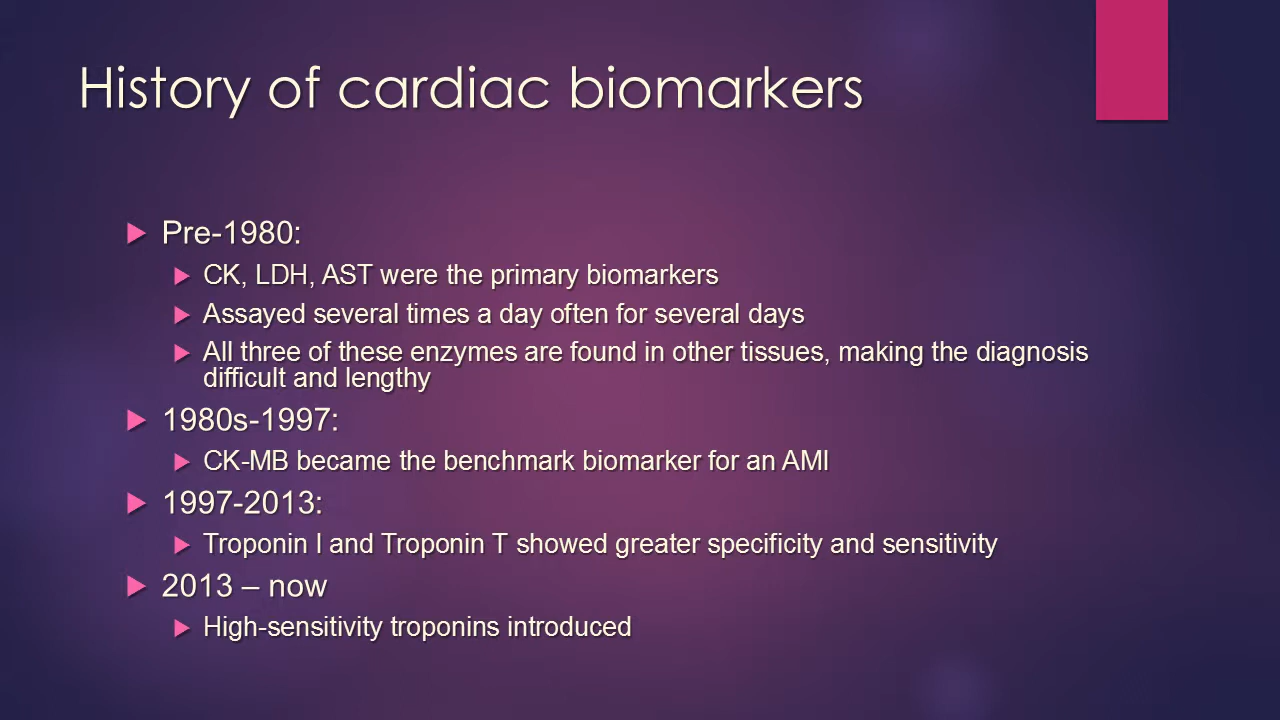 History of cardiac biomarkers
Pre-1980:
CK, LDH, AST were the primary biomarkers
Assayed several times a day often for several days
All three of these enzymes are found in other tissues, making the diagnosis
difficult and lengthy
1980s-1997:
CK-MB became the benchmark biomarker for an AMI
1997-2013:
Troponin I and Troponin T showed greater specificity and sensitivity
2013 – now
High-sensitivity troponins introduced